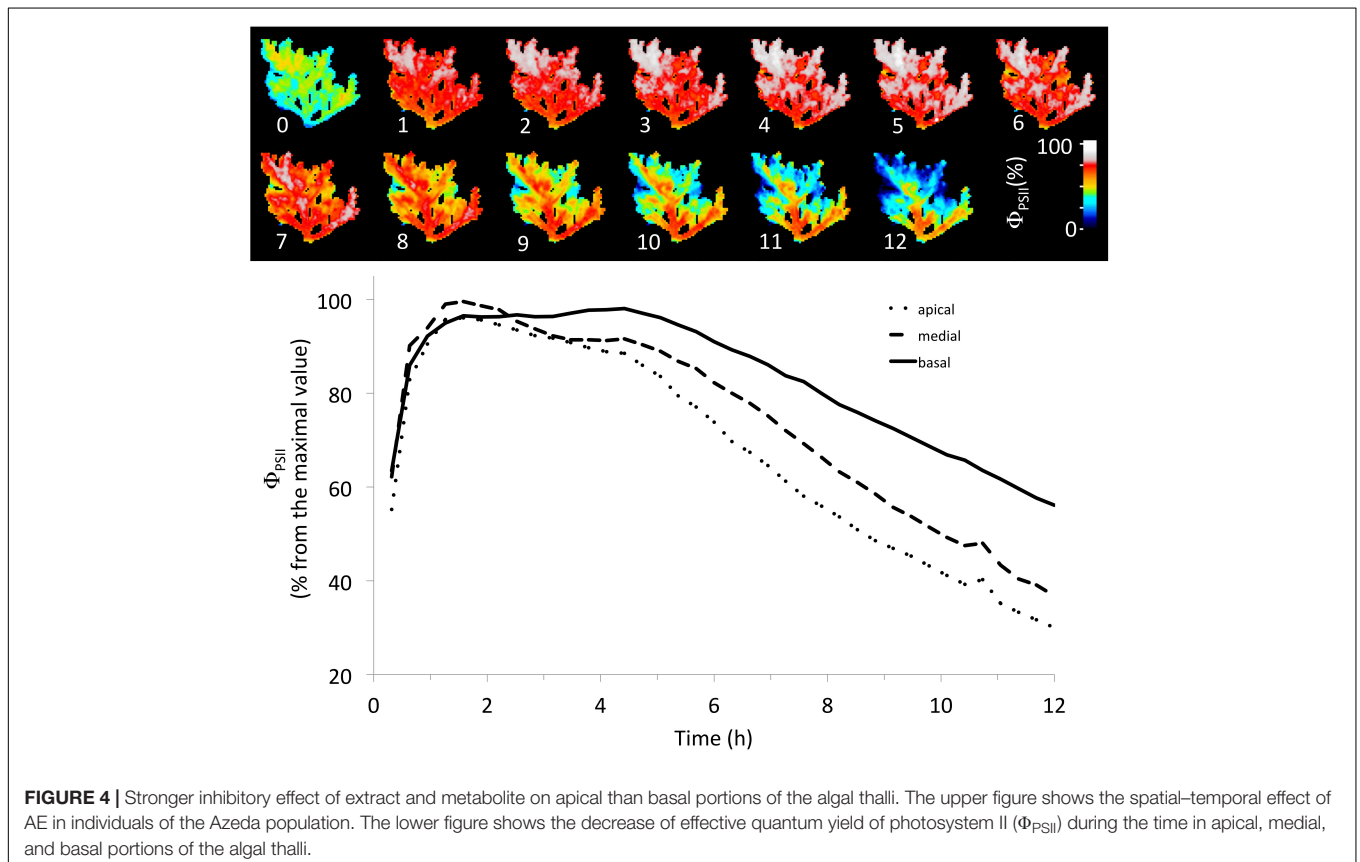 0
1
2
3
4
5
6
7
8
9
10
11
12
100
0
Φ_PSII(%)
100
80
60
40
20
Φ_PSII
(% from the maximal value)
apical
medial
basal
0
2
4
6
8
10
12
Time (h)
FIGURE 4 | Stronger inhibitory effect of extract and metabolite on apical than basal portions of the algal thalli. The upper figure shows the spatial–temporal effect of
AE in individuals of the Azeda population. The lower figure shows the decrease of effective quantum yield of photosystem II (Φ_PSII) during the time in apical, medial,
and basal portions of the algal thalli.